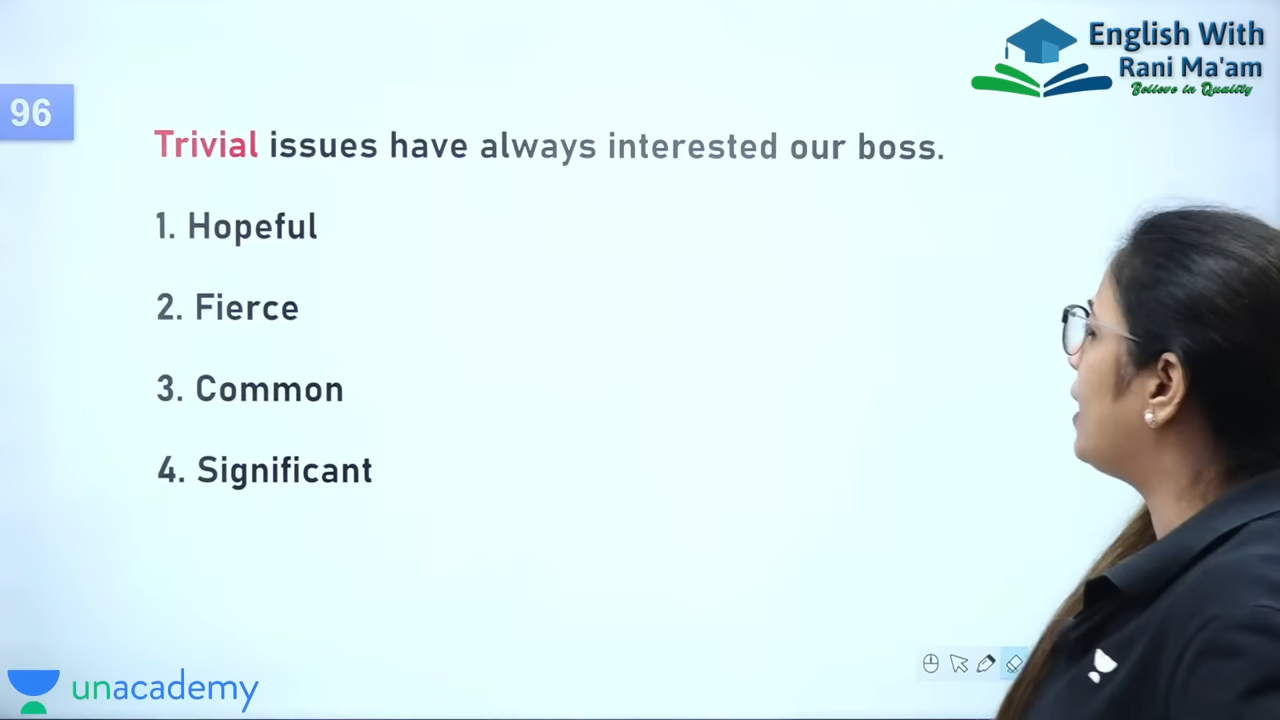 English With
Rani Ma'am
Believe in Quality
96
Trivial issues have always interested our boss.
1. Hopeful
2. Fierce
3. Common
4. Significant
unacademy